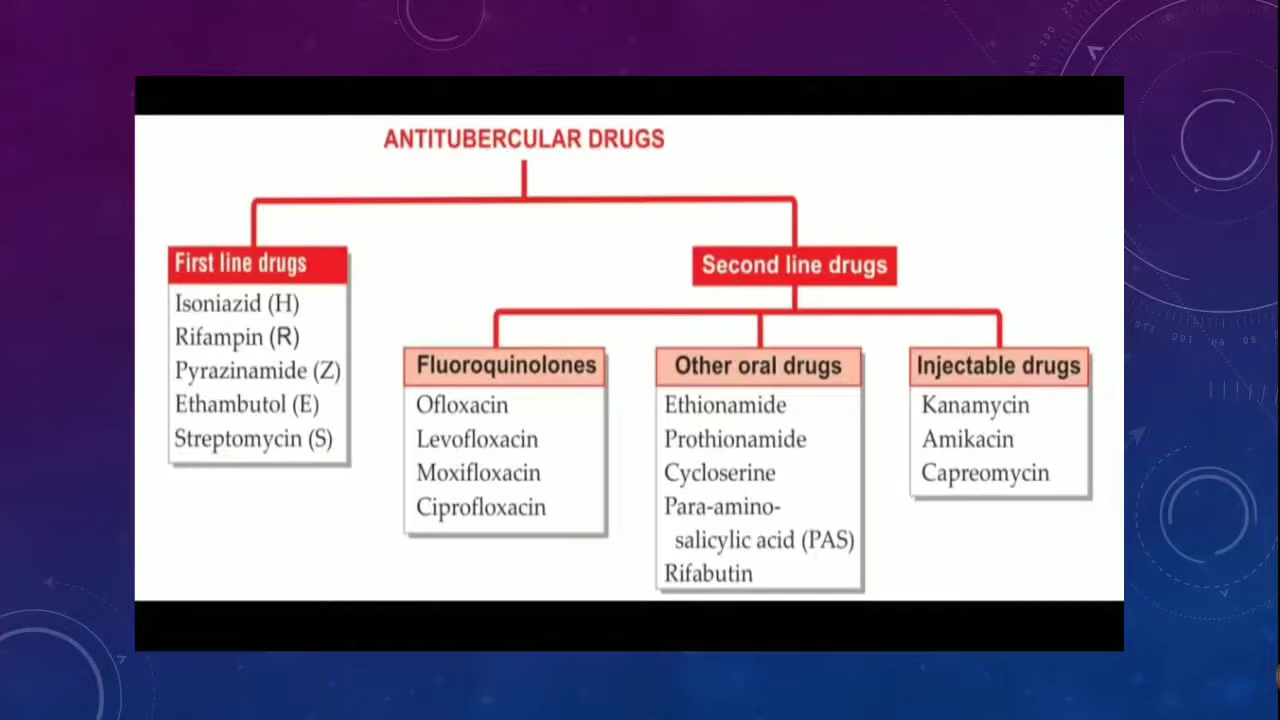 ANTITUBERCULAR DRUGS
First line drugs
Isoniazid (H)
Rifampin (R)
Pyrazinamide (Z)
Ethambutol (E)
Streptomycin (S)
Second line drugs
Fluoroquinolones
Ofloxacin
Levofloxacin
Moxifloxacin
Ciprofloxacin
Other oral drugs
Ethionamide
Prothionamide
Cycloserine
Para-amino-
salicylic acid (PAS)
Rifabutin
Injectable drugs
Kanamycin
Amikacin
Capreomycin